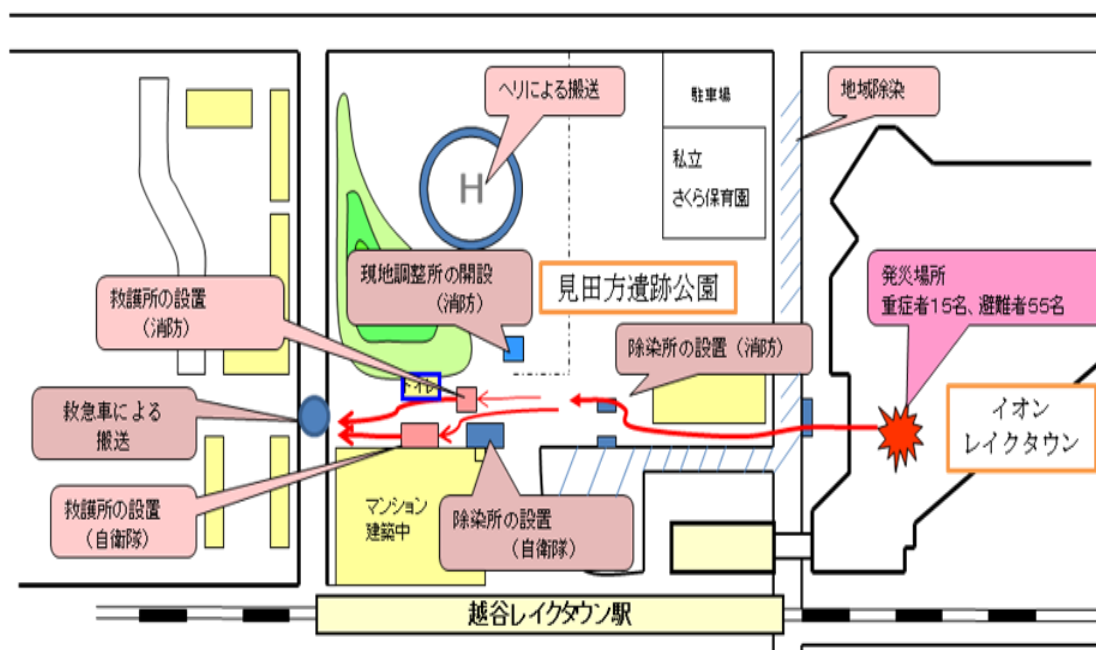 ヘリによる搬送
駐車場
地域除染
私立
さくら保育園
H
現地調整所の開設
（消防）
見田方遺跡公園
発災場所
重症者15名、避難者55名
救護所の設置
（消防）
除染所の設置（消防）
トイレ
救急車による
搬送
イオン
レイクタウン
救護所の設置
（自衛隊）
マンション
建築中
除染所の設置
（自衛隊）
越谷レイクタウン駅